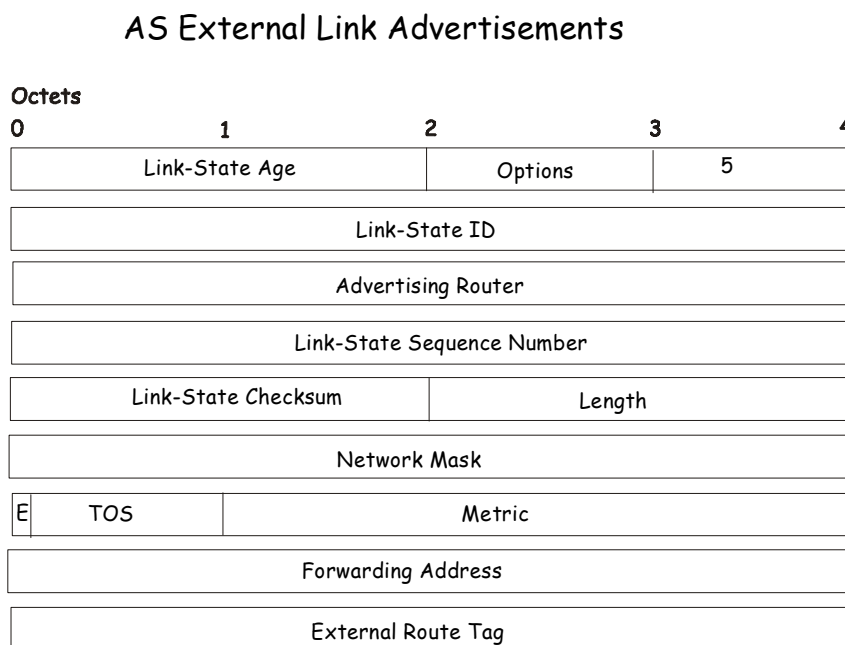 AS External Link Advertisements
Octets
0 1 2 3 4
Link-State Age Options 5
Link-State ID
Advertising Router
Link-State Sequence Number
Link-State Checksum Length
Network Mask
E TOS Metric
Forwarding Address
External Route Tag